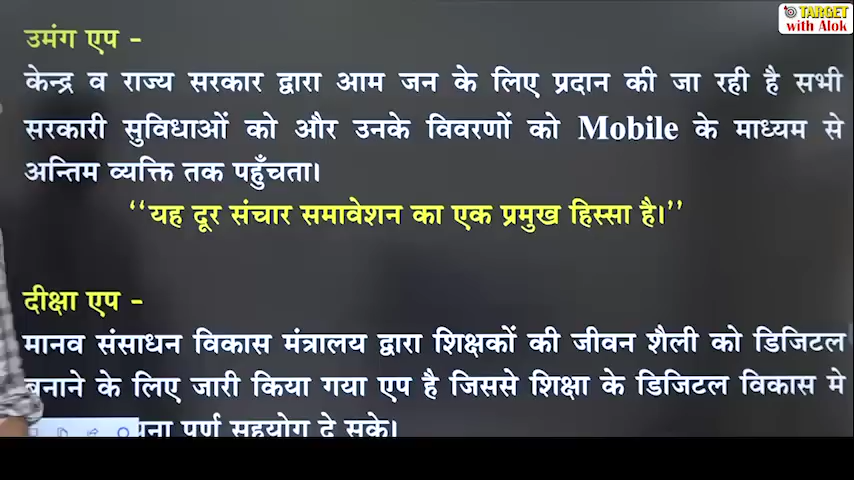 TARGET
with Alok
उमंग एप -
केन्द्र व राज्य सरकार द्वारा आम जन के लिए प्रदान की जा रही है सभी
सरकारी सुविधाओं को और उनके विवरणों को Mobile के माध्यम से
अन्तिम व्यक्ति तक पहुँचता।
‘‘यह दूर संचार समावेशन का एक प्रमुख हिस्सा है।’’
दीक्षा एप -
मानव संसाधन विकास मंत्रालय द्वारा शिक्षकों की जीवन शैली को डिजिटल
बनाने के लिए जारी किया गया एप है जिससे शिक्षा के डिजिटल विकास मे
पूर्ण सहयोग दे सके।